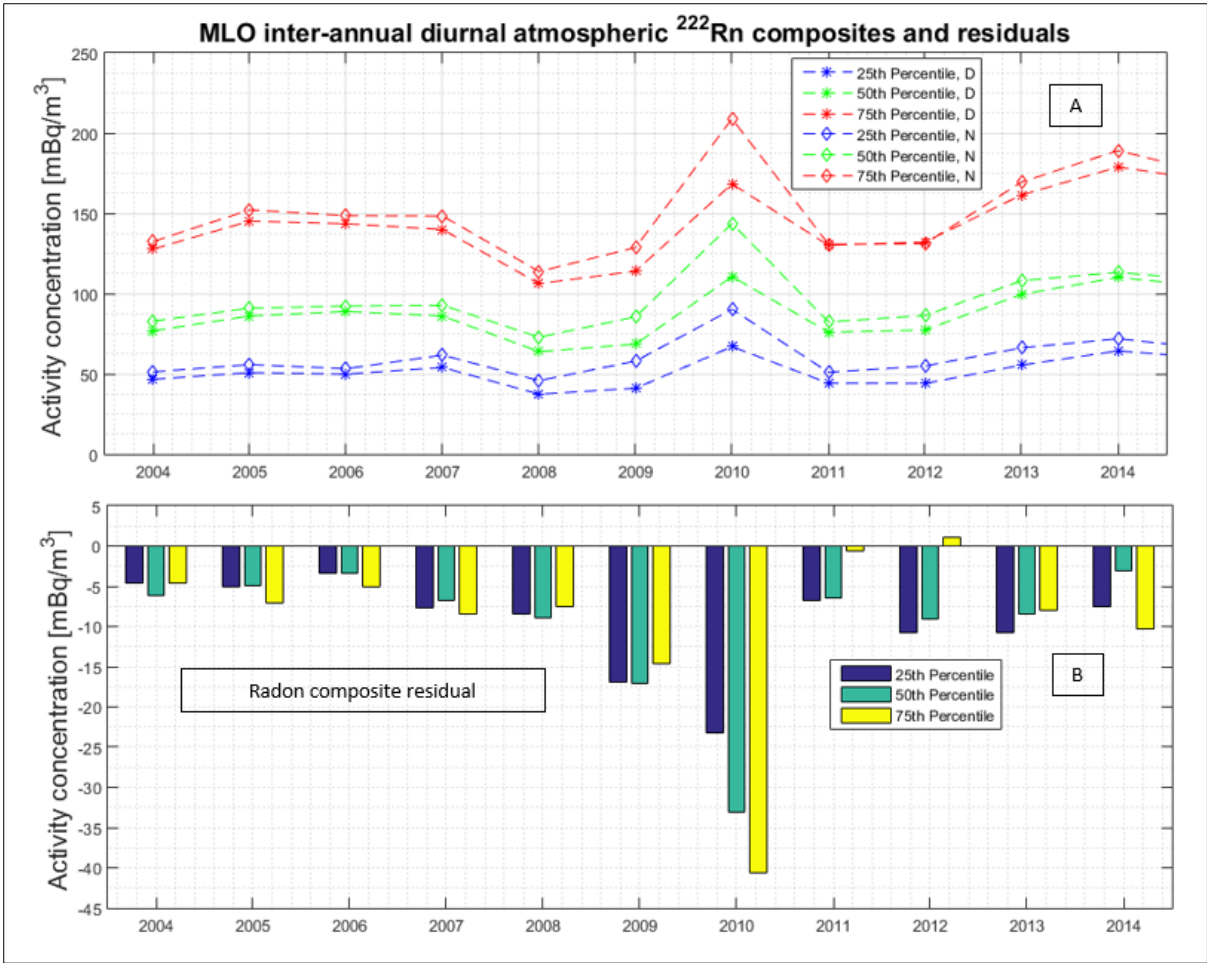 MLO inter-annual diurnal atmospheric ²²²Rn composites and residuals
Activity concentration [mBq/m³]
250
200
150
100
50
0
25th Percentile, D
50th Percentile, D
75th Percentile, D
25th Percentile, N
50th Percentile, N
75th Percentile, N
A
2004 2005 2006 2007 2008 2009 2010 2011 2012 2013 2014
Activity concentration [mBq/m³]
5
0
-5
-10
-15
-20
-25
-30
-35
-40
-45
Radon composite residual
25th Percentile
50th Percentile
75th Percentile
B
2004 2005 2006 2007 2008 2009 2010 2011 2012 2013 2014